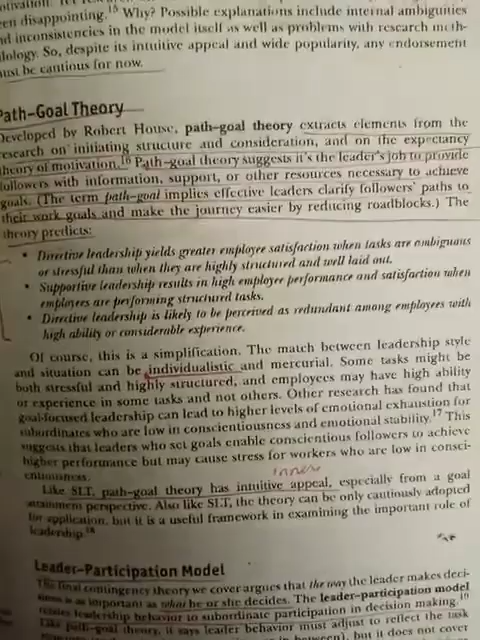 en disappointing.15 Why? Possible explanations include internal ambiguities
nd inconsistencies in the model itself as well as problems with research meth-
dology. So, despite its intuitive appeal and wide popularity, any endorsement
ust be cautious for now.
Path–Goal Theory
Developed by Robert House, path–goal theory extracts elements from the
research on initiating structure and consideration, and on the expectancy
theory of motivation.16 Path–goal theory suggests it's the leader's job to provide
followers with information, support, or other resources necessary to achieve
goals. (The term path–goal implies effective leaders clarify followers' paths to
their work goals and make the journey easier by reducing roadblocks.) The
theory predicts:
• Directive leadership yields greater employee satisfaction when tasks are ambiguous
or stressful than when they are highly structured and well laid out.
• Supportive leadership results in high employee performance and satisfaction when
employees are performing structured tasks.
• Directive leadership is likely to be perceived as redundant among employees with
high ability or considerable experience.
Of course, this is a simplification. The match between leadership style
and situation can be individualistic and mercurial. Some tasks might be
both stressful and highly structured, and employees may have high ability
or experience in some tasks and not others. Other research has found that
goal-focused leadership can lead to higher levels of emotional exhaustion for
subordinates who are low in conscientiousness and emotional stability.17 This
suggests that leaders who set goals enable conscientious followers to achieve
higher performance but may cause stress for workers who are low in consci-
entiousness.
inner
Like SLT, path–goal theory has intuitive appeal, especially from a goal
attainment perspective. Also like SLT, the theory can be only cautiously adopted
for application, but it is a useful framework in examining the important role of
leadership.18
Leader–Participation Model
The final contingency theory we cover argues that the way the leader makes deci-
sions is as important as what he or she decides. The leader–participation model
relates leadership behavior to subordinate participation in decision making.19
Like path–goal theory, it says leader behavior must adjust to reflect the task
but it does not cover